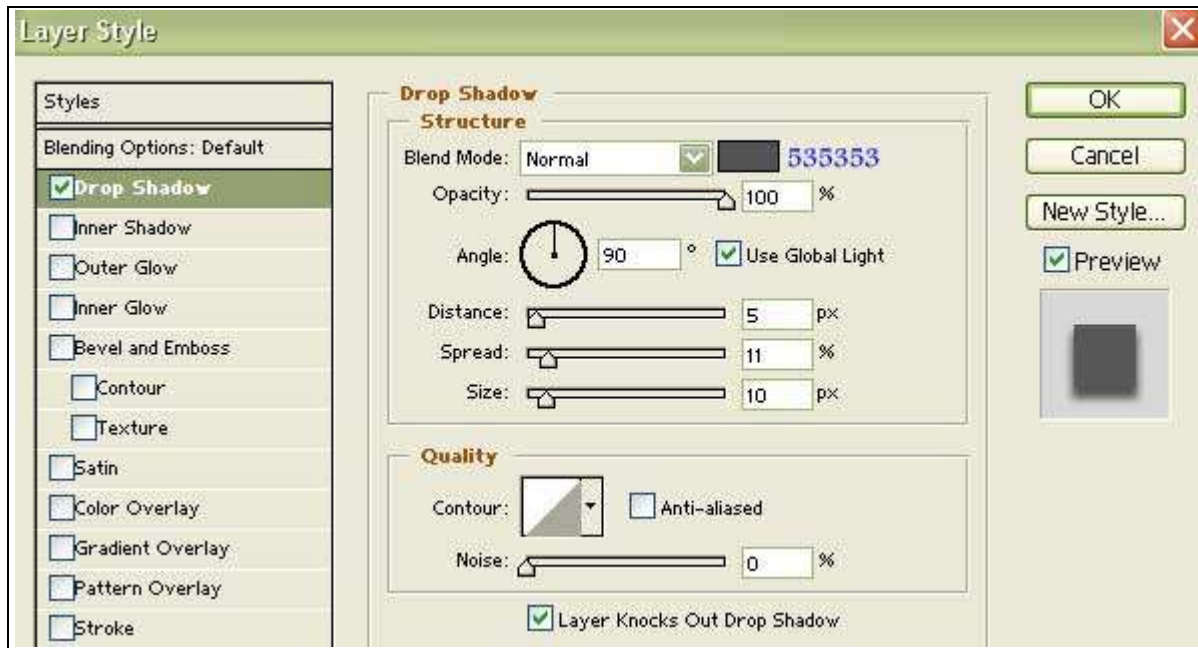 Layer Style
Styles
Blending Options: Default
Drop Shadow
Inner Shadow
Outer Glow
Inner Glow
Bevel and Emboss
Contour
Texture
Satin
Color Overlay
Gradient Overlay
Pattern Overlay
Stroke
Drop Shadow
Structure
Blend Mode: Normal 535353
Opacity: 100 %
Angle: 90 ° Use Global Light
Distance: 5 px
Spread: 11 %
Size: 10 px
Quality
Contour: Anti-aliased
Noise: 0 %
Layer Knocks Out Drop Shadow
OK
Cancel
New Style...
Preview